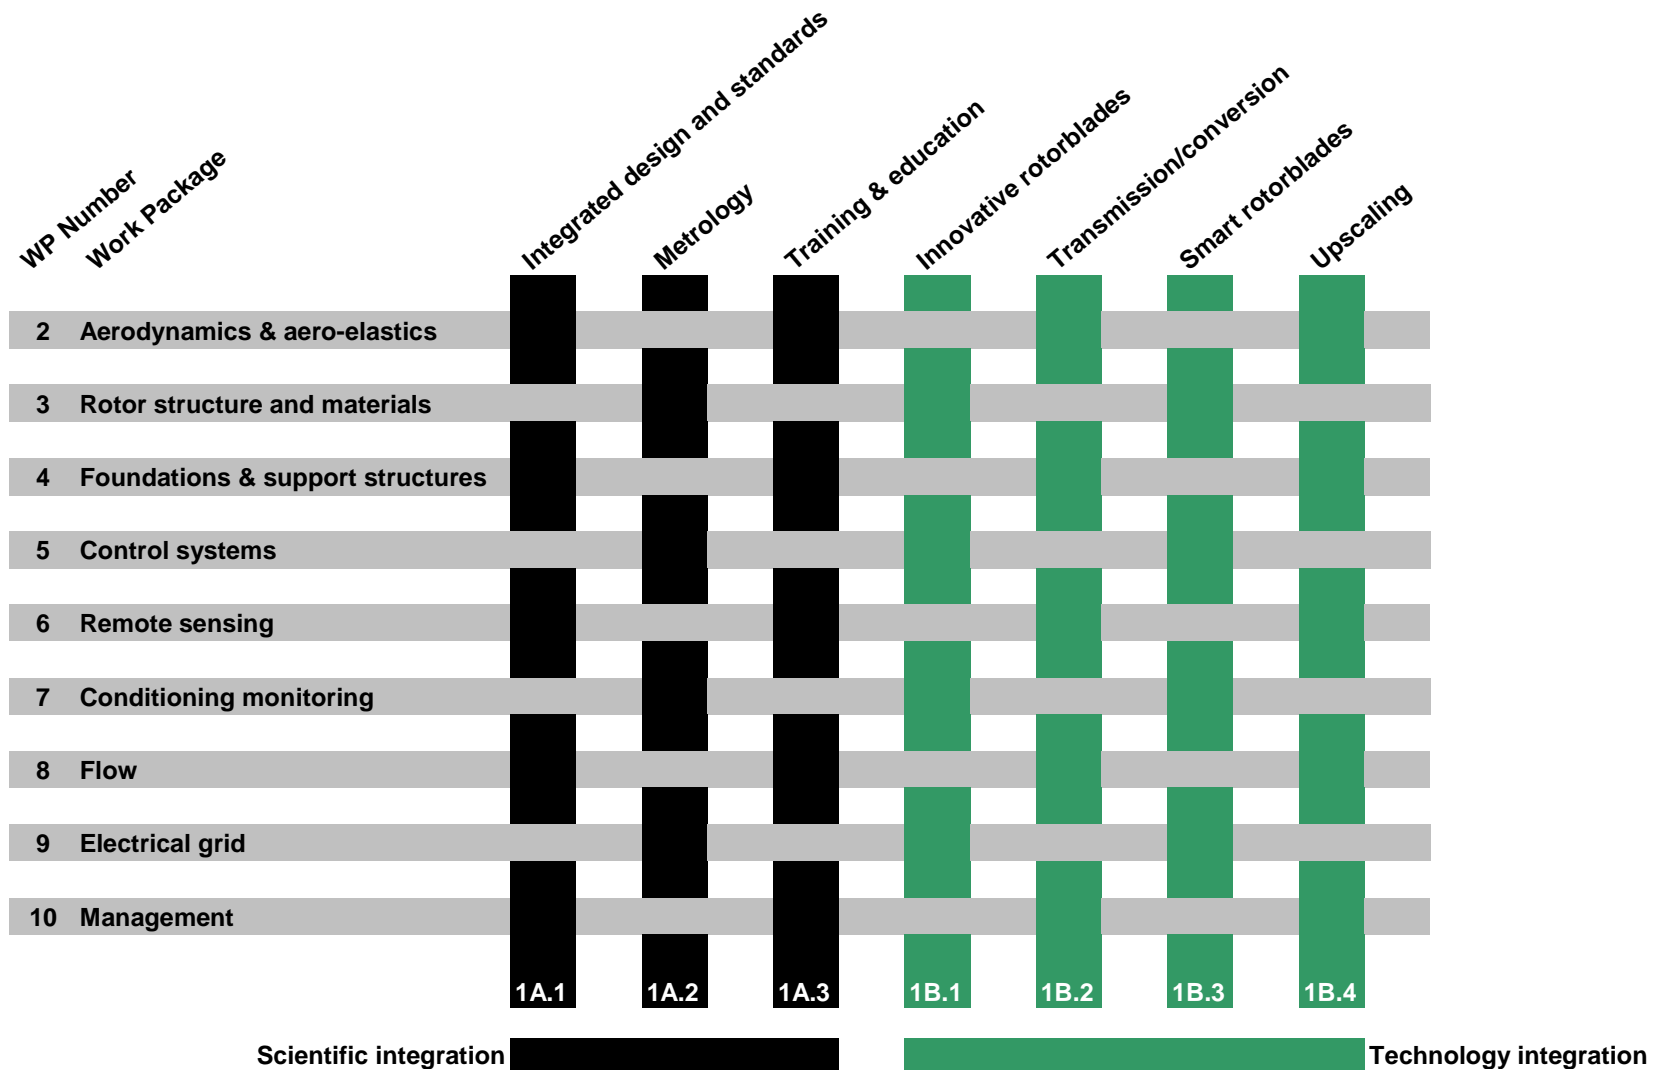 WP Number
Work Package
Integrated design and standards
Metrology
Training & education
Innovative rotorblades
Transmission/conversion
Smart rotorblades
Upscaling
2 Aerodynamics & aero-elastics
3 Rotor structure and materials
4 Foundations & support structures
5 Control systems
6 Remote sensing
7 Conditioning monitoring
8 Flow
9 Electrical grid
10 Management
1A.1 1A.2 1A.3 1B.1 1B.2 1B.3 1B.4
Scientific integration Technology integration